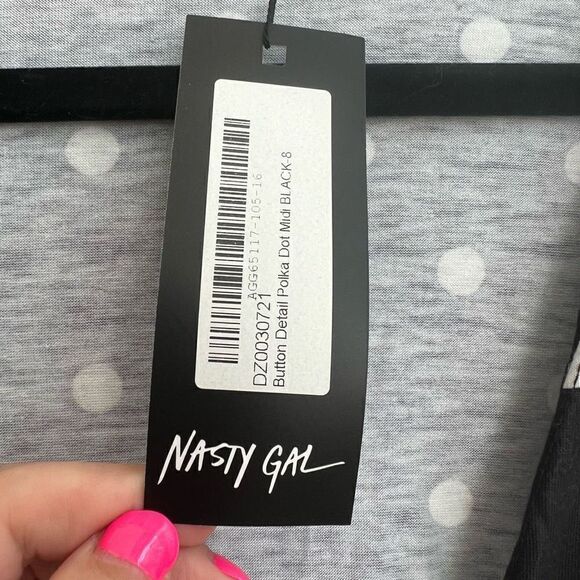 AGG65117-105-16
DZ0030721
Button Detail Polka Dot Midi BLACK-8
NASTY GAL